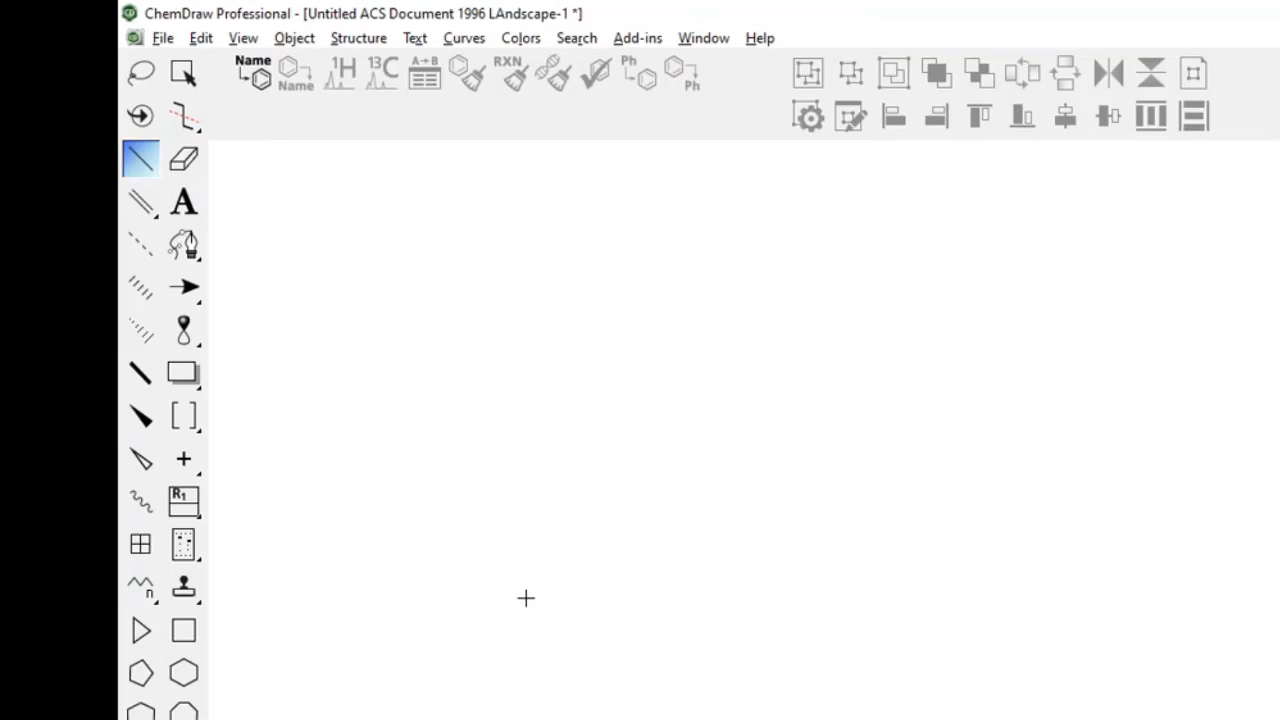 ChemDraw Professional - [Untitled ACS Document 1996 LAndscape-1 *]
File Edit View Object Structure Text Curves Colors Search Add-ins Window Help
Name 1H 13C A→B RXN Ph
Name Ph
A
R1
n